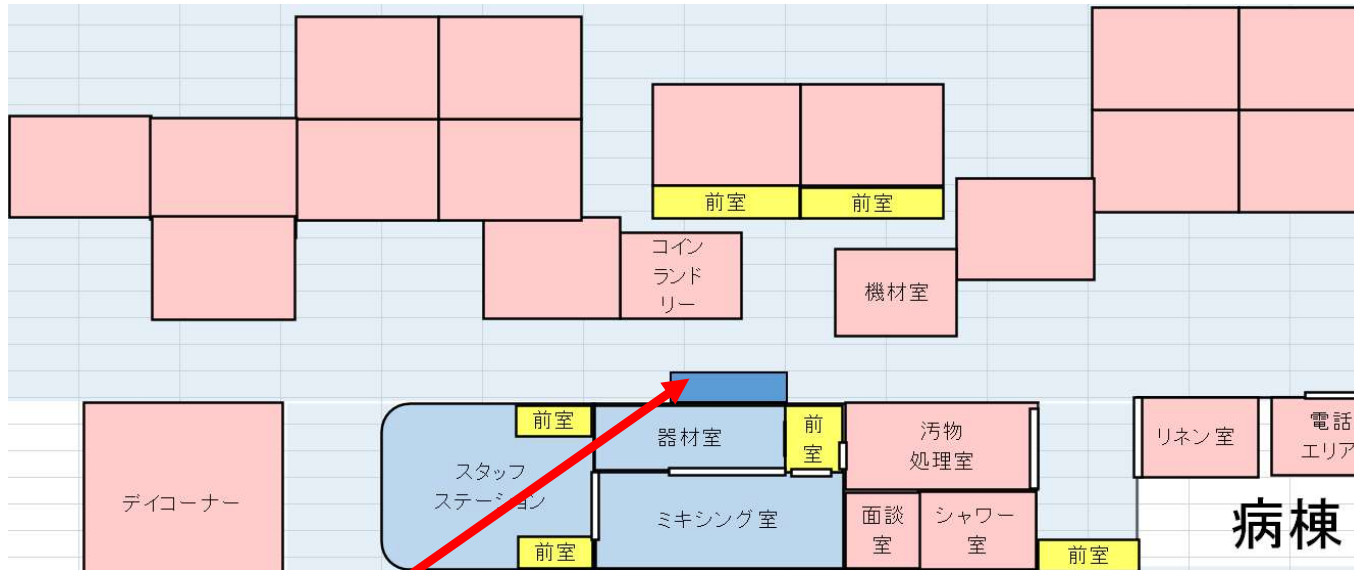 前室
前室
コイン
ランド
リー
機材室
前室
器材室
前
室
汚物
処理室
リネン室
電話
エリア
スタッフ
ステーション
デイコーナー
ミキシング室
面談
室
シャワー
室
病棟
前室
前室